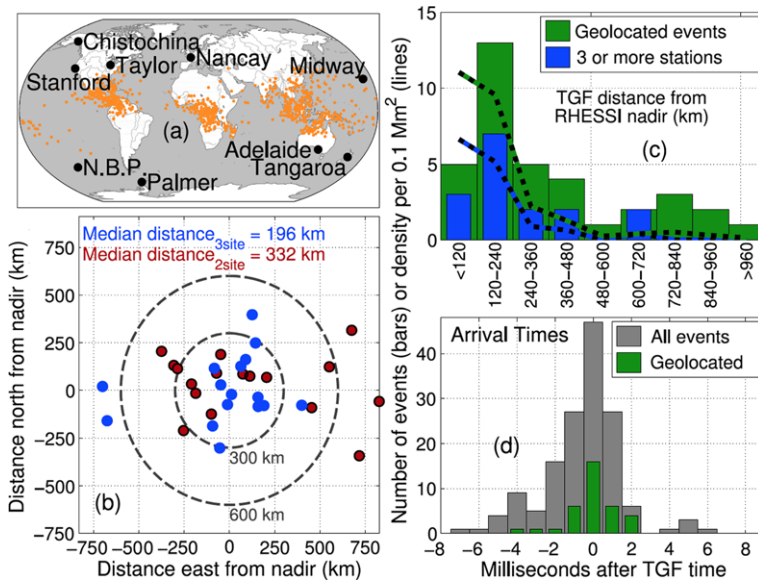 Chistochina
Taylor
Nancay
Midway
Stanford
(a)
Adelaide
N.B.P.
Palmer
Tangaroa
Median distance3site = 196 km
Median distance2site = 332 km
750
500
250
0
−250
−500
−750
300 km
600 km
(b)
−750 −500 −250 0 250 500 750
Distance east from nadir (km)
Distance north from nadir (km)
Geolocated events
3 or more stations
TGF distance from
RHESSI nadir (km)
(c)
15
10
5
0
<120
120−240
240−360
360−480
480−600
600−720
720−840
840−960
>960
Number of events (bars) or density per 0.1 Mm² (lines)
Arrival Times
All events
Geolocated
(d)
40
30
20
10
0
−8 −6 −4 −2 0 2 4 6 8
Milliseconds after TGF time